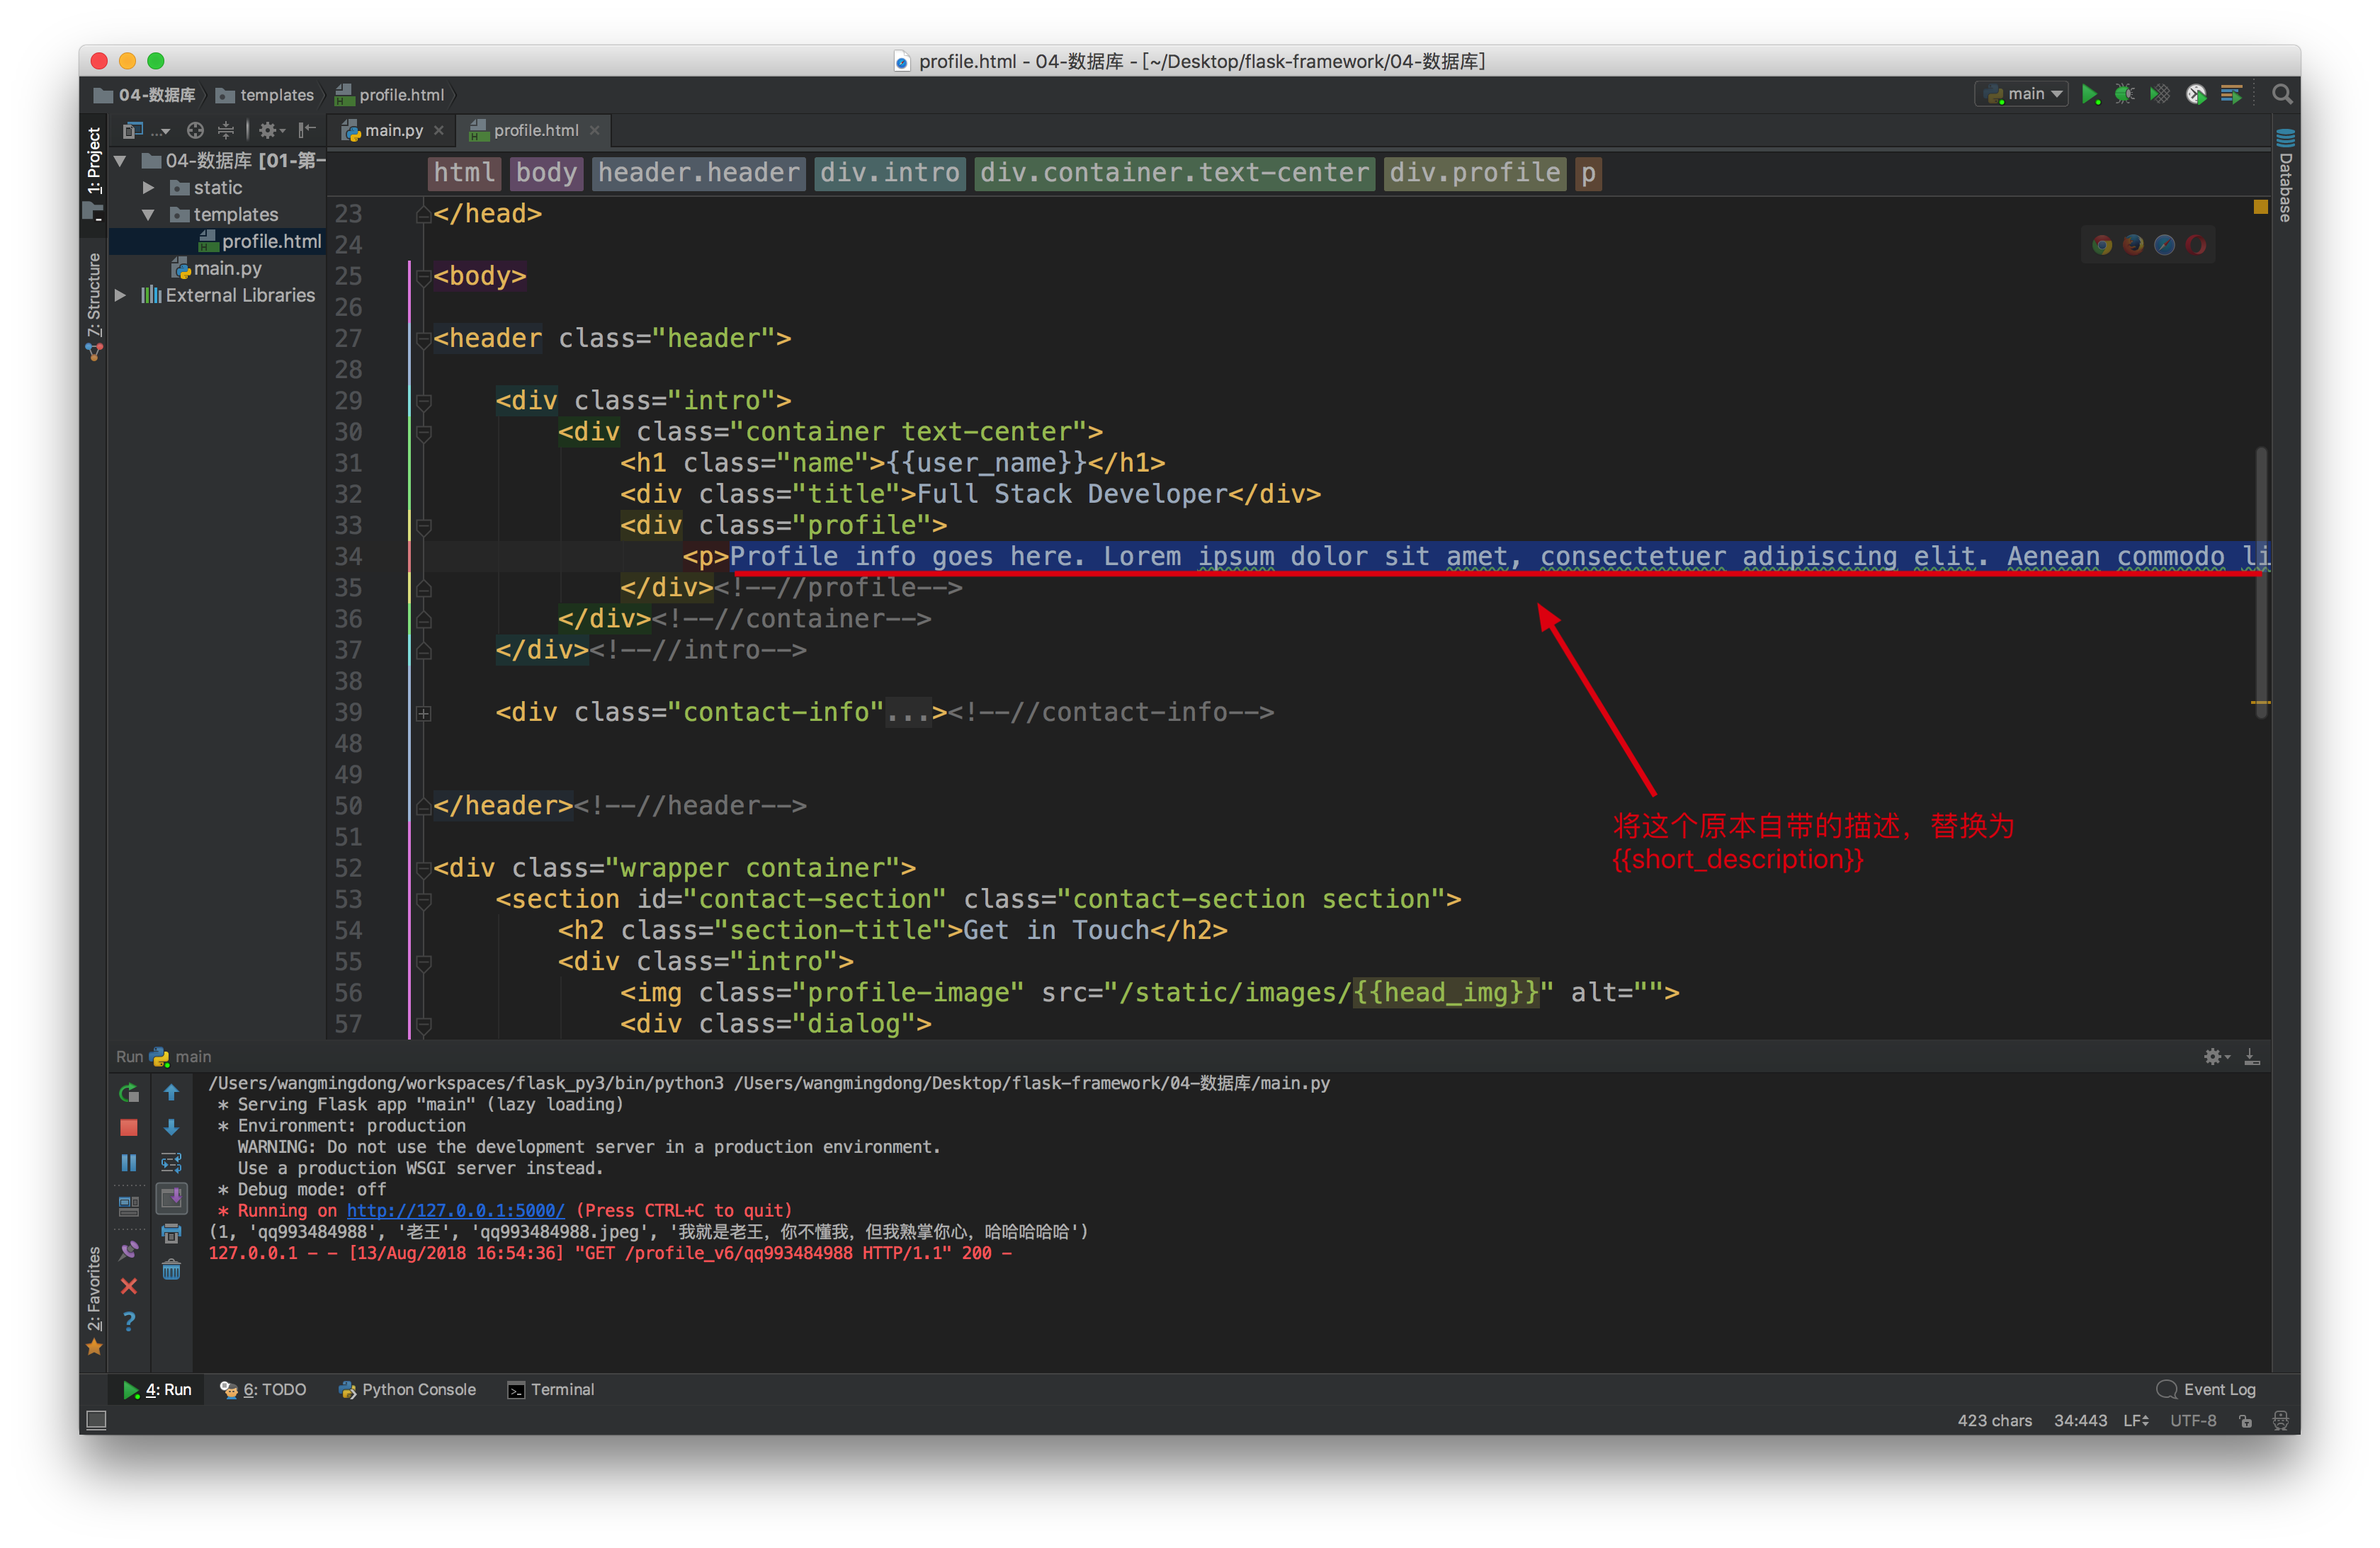 profile.html - 04-数据库 - [~/Desktop/flask-framework/04-数据库]
04-数据库 templates profile.html main
1: Project
Z: Structure
2: Favorites
Database
...
04-数据库 [01-第一
static
templates
profile.html
main.py
External Libraries
main.py profile.html
html body header.header div.intro div.container.text-center div.profile p
23 </head>
24
25 <body>
26
27 <header class="header">
28
29 <div class="intro">
30 <div class="container text-center">
31 <h1 class="name">{{user_name}}</h1>
32 <div class="title">Full Stack Developer</div>
33 <div class="profile">
34 <p>Profile info goes here. Lorem ipsum dolor sit amet, consectetuer adipiscing elit. Aenean commodo li
35 </div><!--//profile-->
36 </div><!--//container-->
37 </div><!--//intro-->
38
39 <div class="contact-info"...><!--//contact-info-->
48
49
50 </header><!--//header-->
51
52 <div class="wrapper container">
53 <section id="contact-section" class="contact-section section">
54 <h2 class="section-title">Get in Touch</h2>
55 <div class="intro">
56 <img class="profile-image" src="/static/images/{{head_img}}" alt="">
57 <div class="dialog">
将这个原本自带的描述，替换为
{{short_description}}
Run main
/Users/wangmingdong/workspaces/flask_py3/bin/python3 /Users/wangmingdong/Desktop/flask-framework/04-数据库/main.py
* Serving Flask app "main" (lazy loading)
* Environment: production
WARNING: Do not use the development server in a production environment.
Use a production WSGI server instead.
* Debug mode: off
* Running on http://127.0.0.1:5000/ (Press CTRL+C to quit)
(1, 'qq993484988', '老王', 'qq993484988.jpeg', '我就是老王，你不懂我，但我熟掌你心，哈哈哈哈哈')
127.0.0.1 - - [13/Aug/2018 16:54:36] "GET /profile_v6/qq993484988 HTTP/1.1" 200 -
4: Run 6: TODO Python Console Terminal Event Log
423 chars 34:443 LF UTF-8